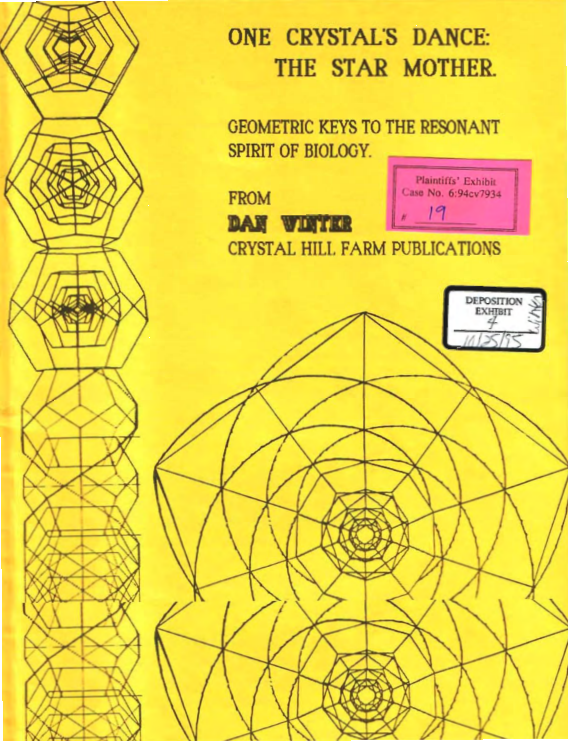 ONE CRYSTAL'S DANCE:
THE STAR MOTHER.
GEOMETRIC KEYS TO THE RESONANT
SPIRIT OF BIOLOGY.
Plaintiffs' Exhibit
Case No. 6:94cv7934
# 19
FROM
DAN WINTER
CRYSTAL HILL FARM PUBLICATIONS
DEPOSITION
EXHIBIT
4
10/25/95
Winter